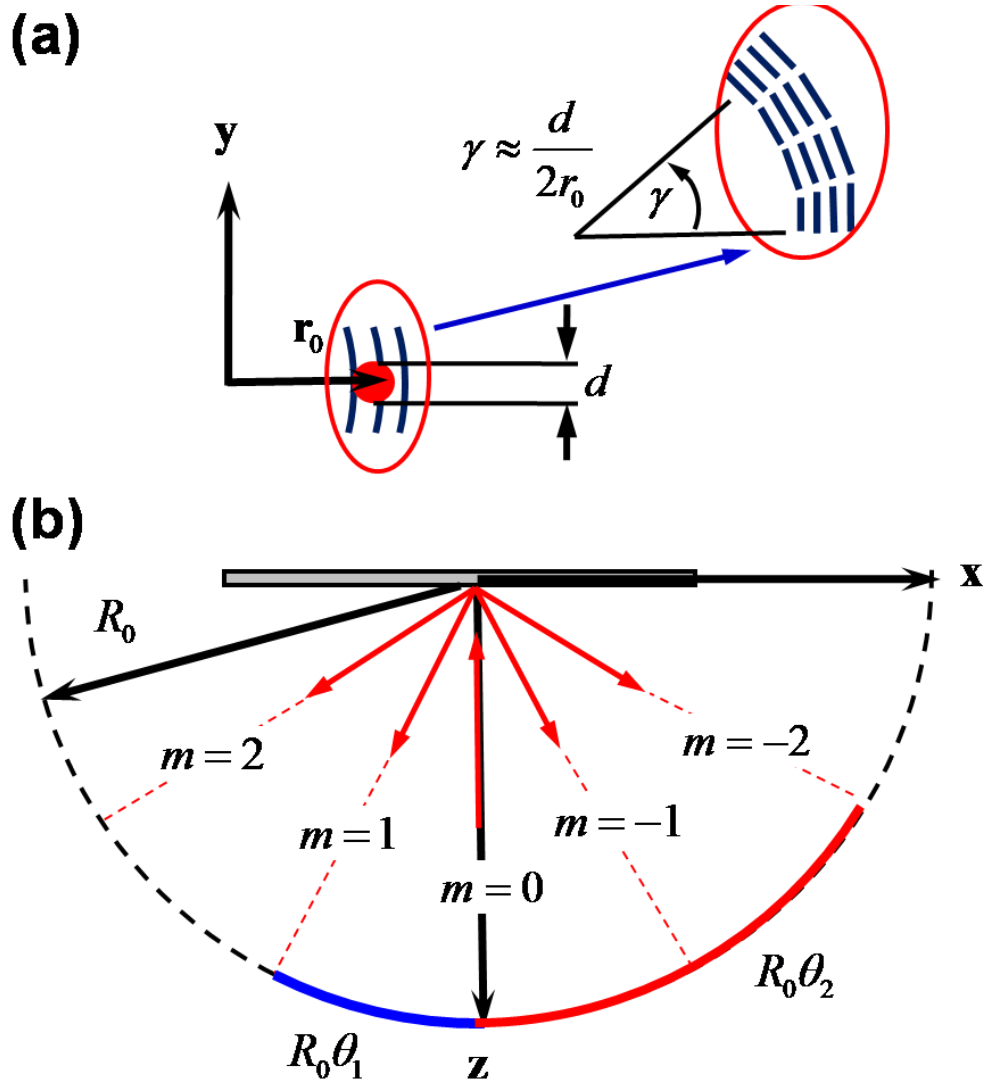 (a)
y
γ ≈ d / 2r₀
γ
r₀
d
(b)
x
R₀
m = 2
m = −2
m = 1
m = −1
m = 0
R₀θ₂
R₀θ₁
z